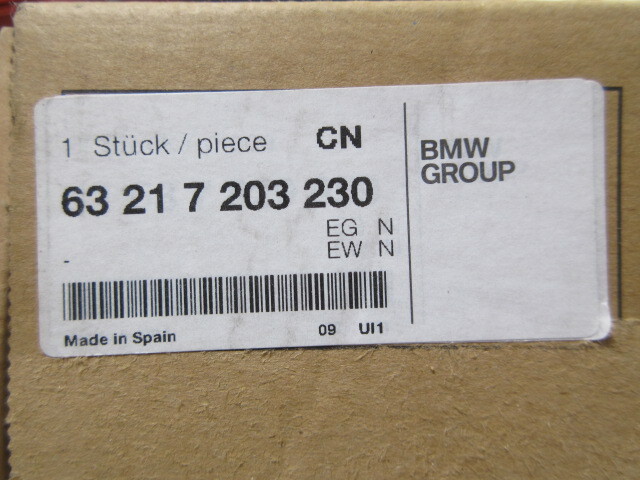 1 Stück / piece CN
63 21 7 203 230
EG N
EW N
-
Made in Spain 09 UI1
BMW
GROUP